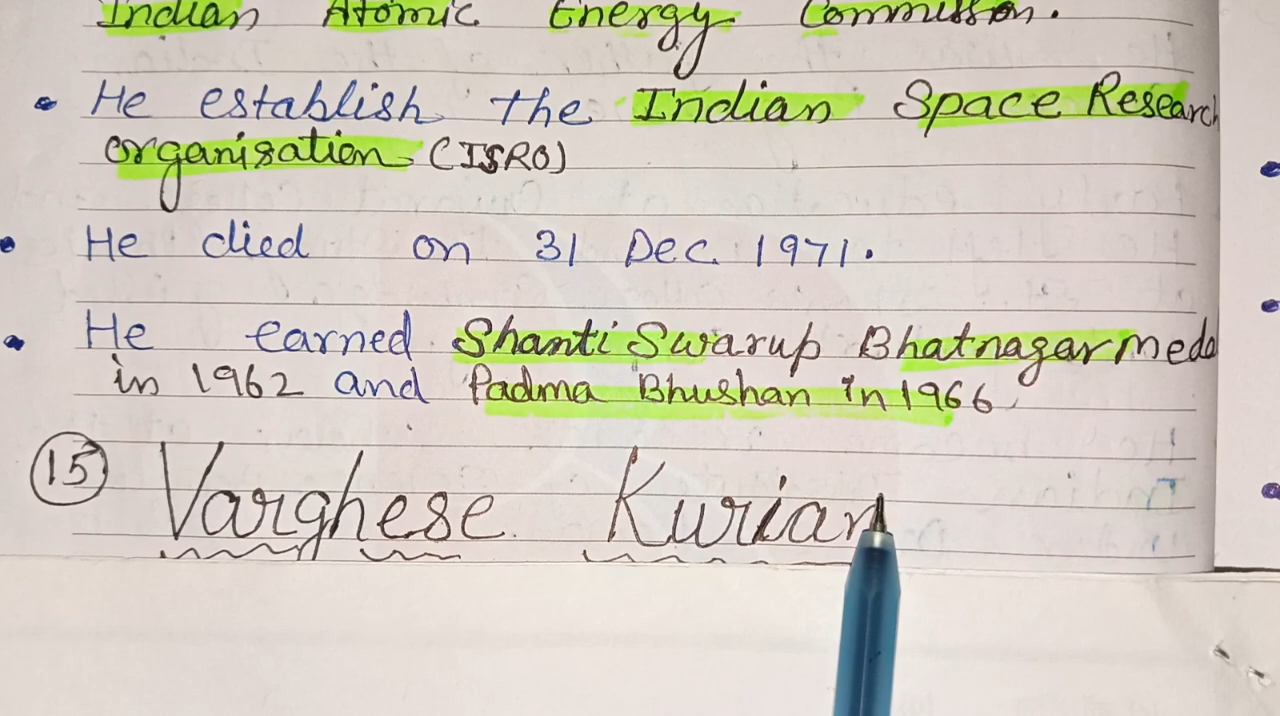 Indian Atomic Energy Commission.
• He establish the Indian Space Research
organisation (ISRO)
• He died on 31 Dec. 1971.
• He earned Shanti Swarup Bhatnagar meda
in 1962 and Padma Bhushan in 1966
15 Varghese Kurian